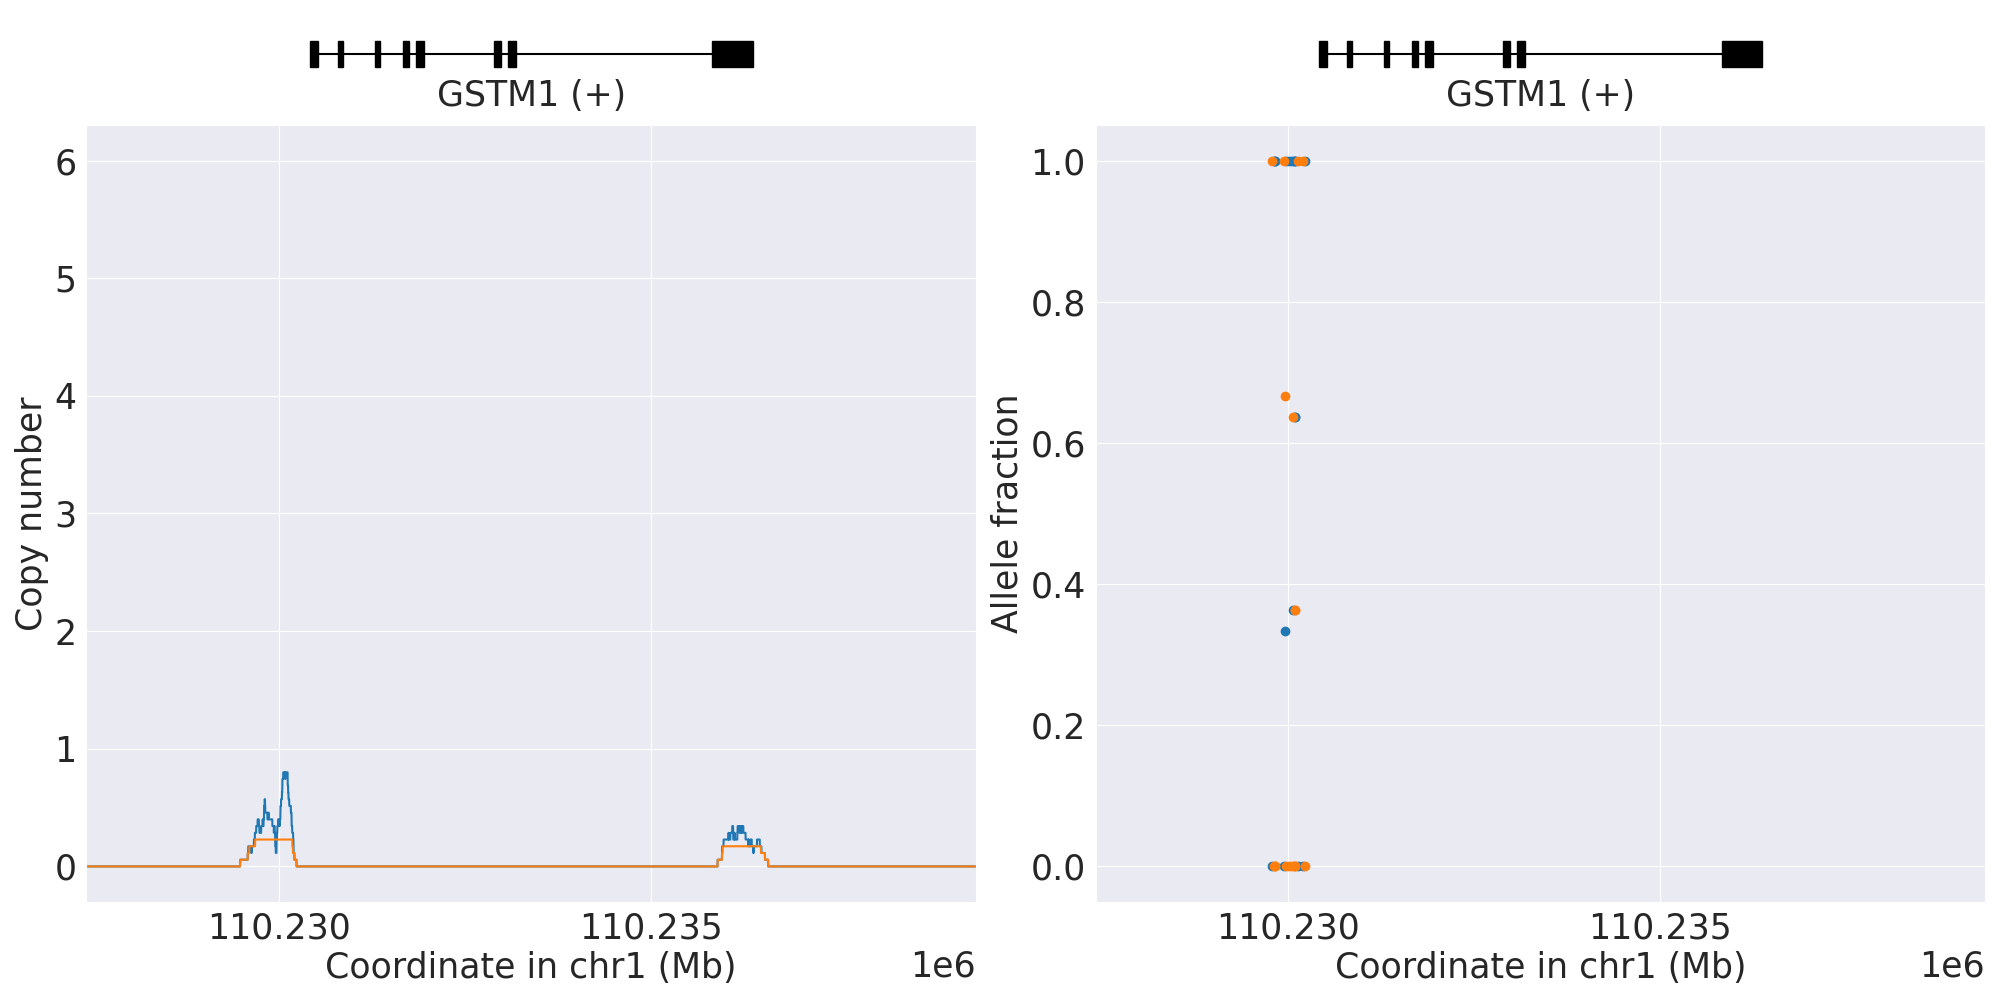 GSTM1 (+)
Copy number
6
5
4
3
2
1
0
110.230
110.235
Coordinate in chr1 (Mb)
1e6
GSTM1 (+)
Allele fraction
1.0
0.8
0.6
0.4
0.2
0.0
110.230
110.235
Coordinate in chr1 (Mb)
1e6